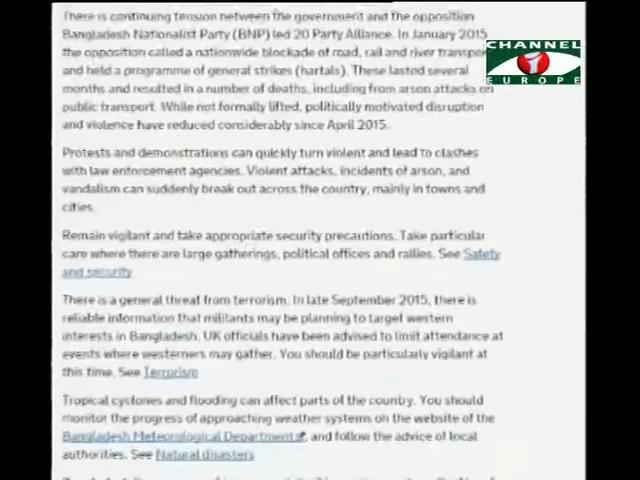 There is continuing tension between the government and the opposition
Bangladesh Nationalist Party (BNP) led 20 Party Alliance. In January 2015
the opposition called a nationwide blockade of road, rail and river transpo
and held a programme of general strikes (hartals). These lasted several
months and resulted in a number of deaths, including from arson attacks on
public transport. While not formally lifted, politically motivated disruption
and violence have reduced considerably since April 2015.
CHANNEL
i
EUROPE
Protests and demonstrations can quickly turn violent and lead to clashes
with law enforcement agencies. Violent attacks, incidents of arson, and
vandalism can suddenly break out across the country, mainly in towns and
cities.
Remain vigilant and take appropriate security precautions. Take particular
care where there are large gatherings, political offices and rallies. See Safety
and security
There is a general threat from terrorism. In late September 2015, there is
reliable information that militants may be planning to target western
interests in Bangladesh. UK officials have been advised to limit attendance at
events where westerners may gather. You should be particularly vigilant at
this time. See Terrorism
Tropical cyclones and flooding can affect parts of the country. You should
monitor the progress of approaching weather systems on the website of the
Bangladesh Meteorological Department, and follow the advice of local
authorities. See Natural disasters